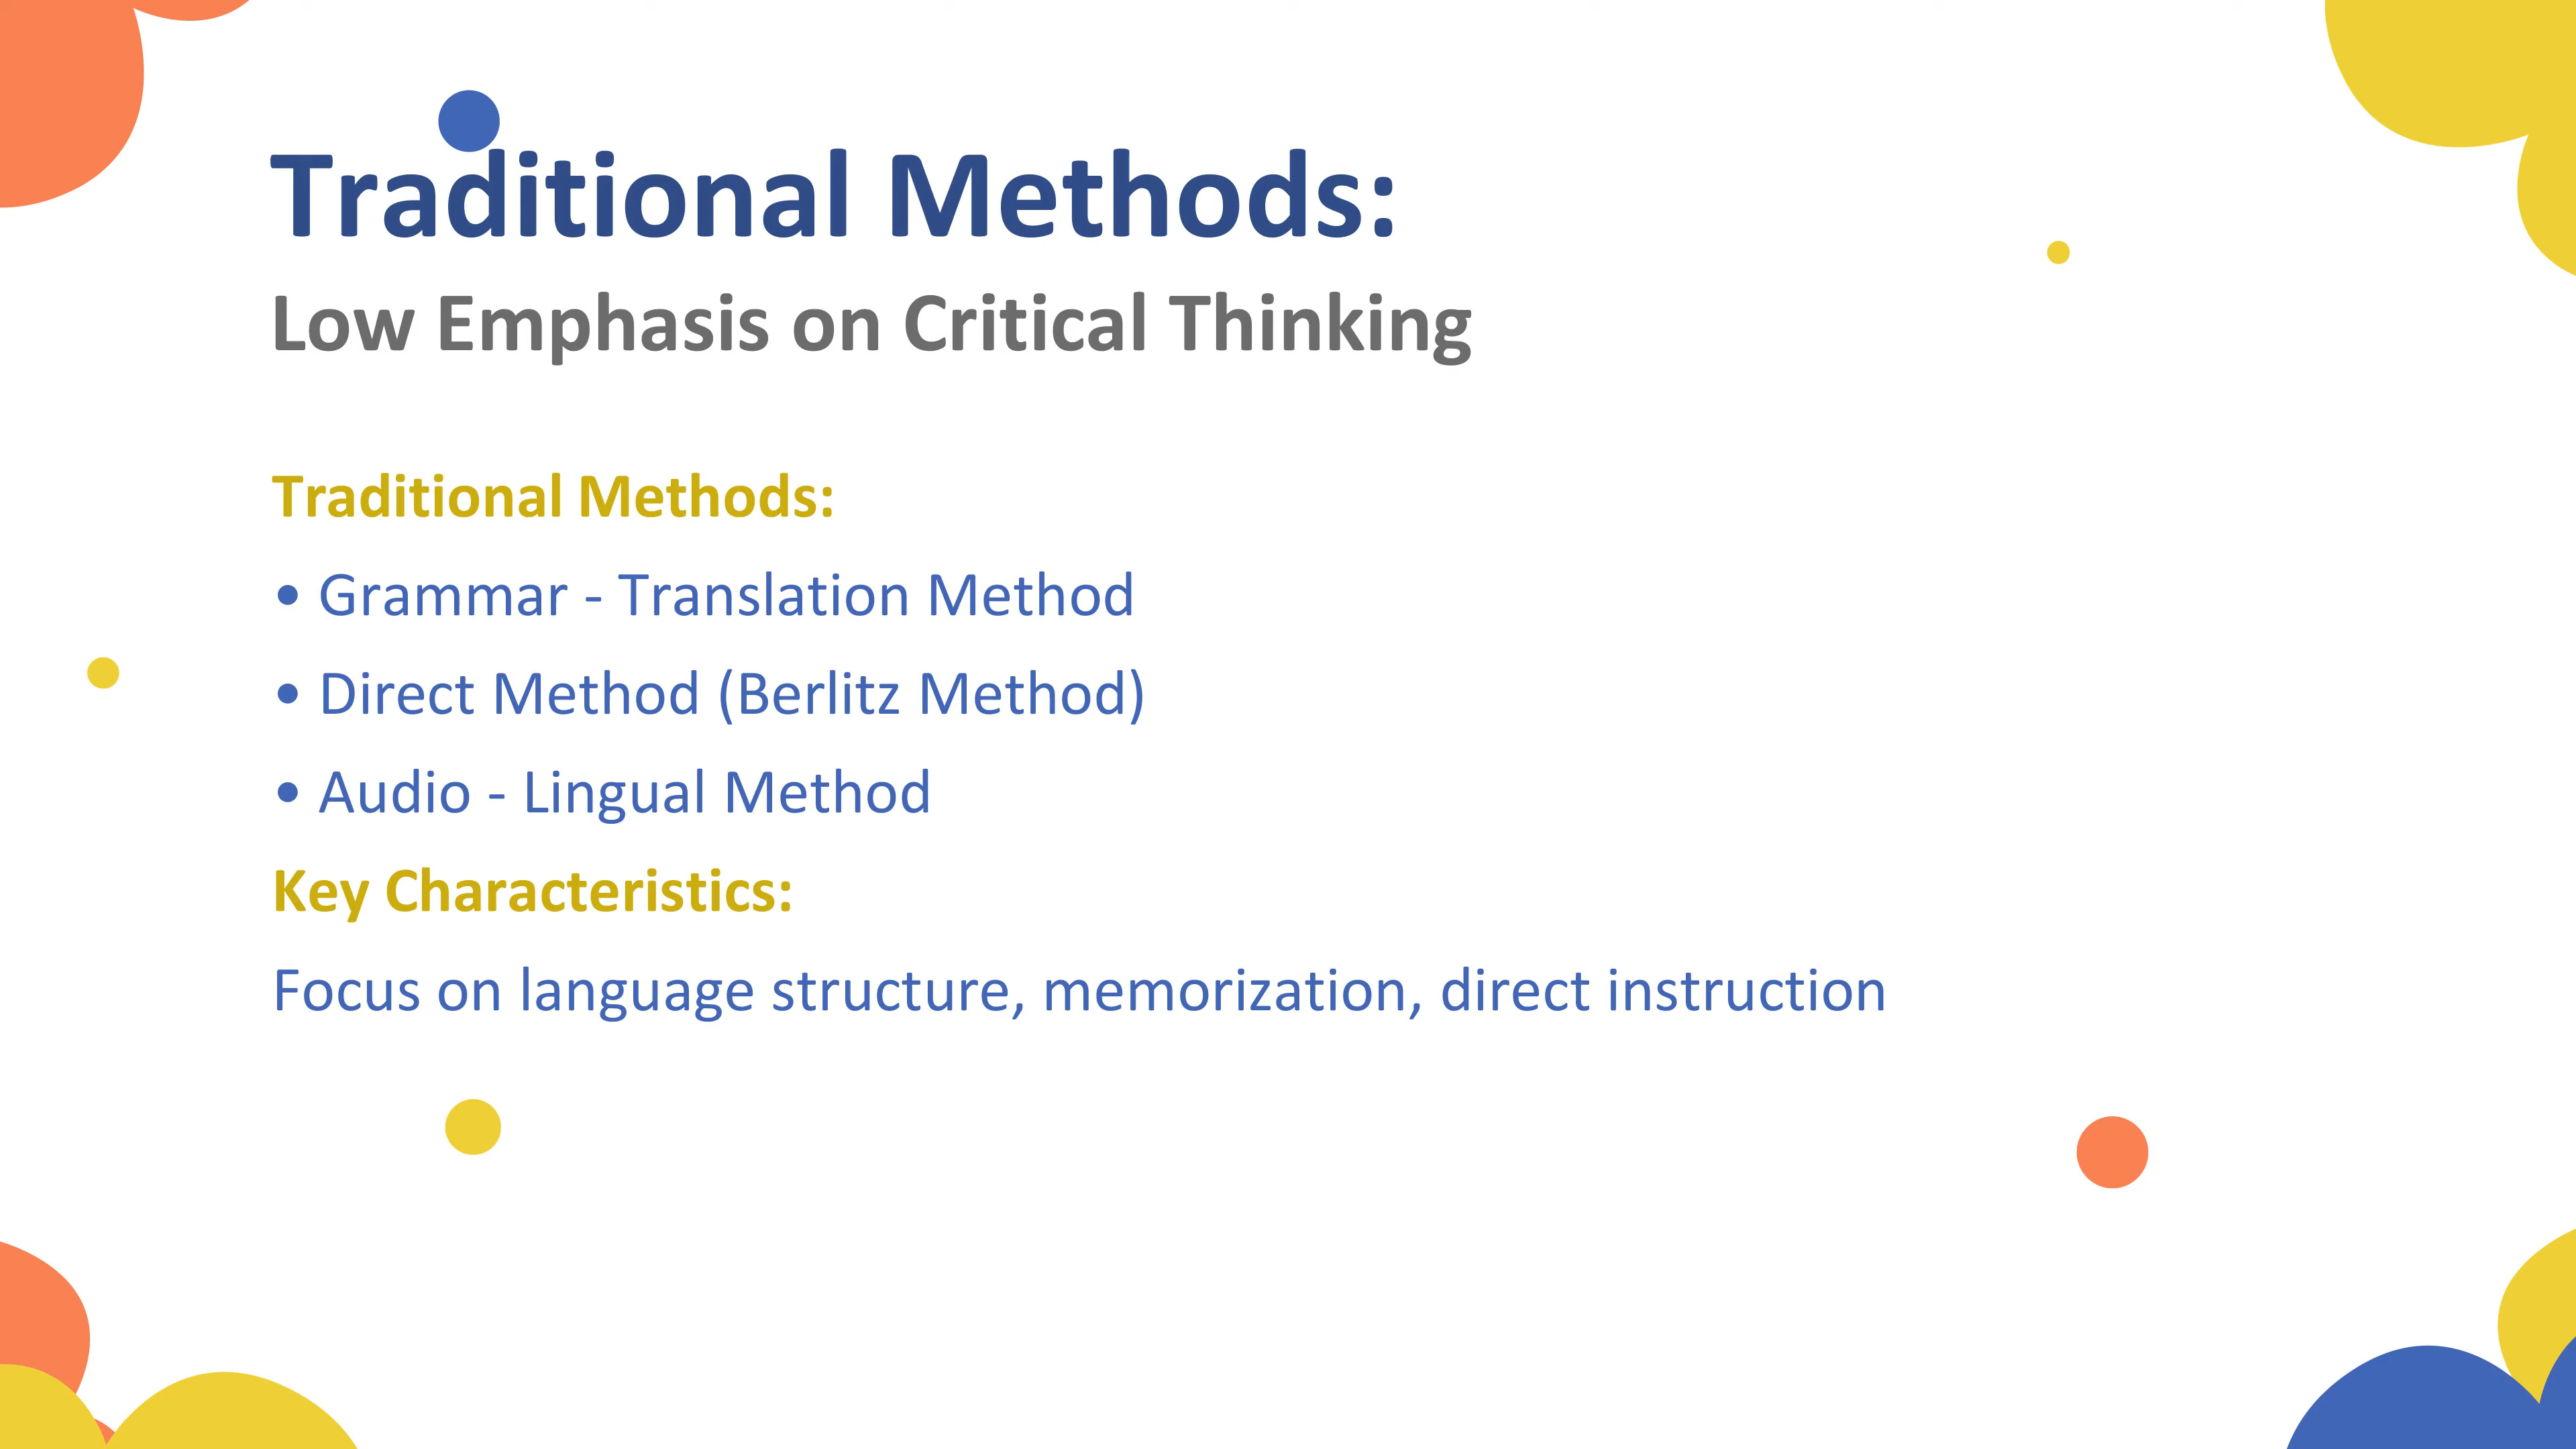 Traditional Methods:
Low Emphasis on Critical Thinking
Traditional Methods:
• Grammar - Translation Method
• Direct Method (Berlitz Method)
• Audio - Lingual Method
Key Characteristics:
Focus on language structure, memorization, direct instruction